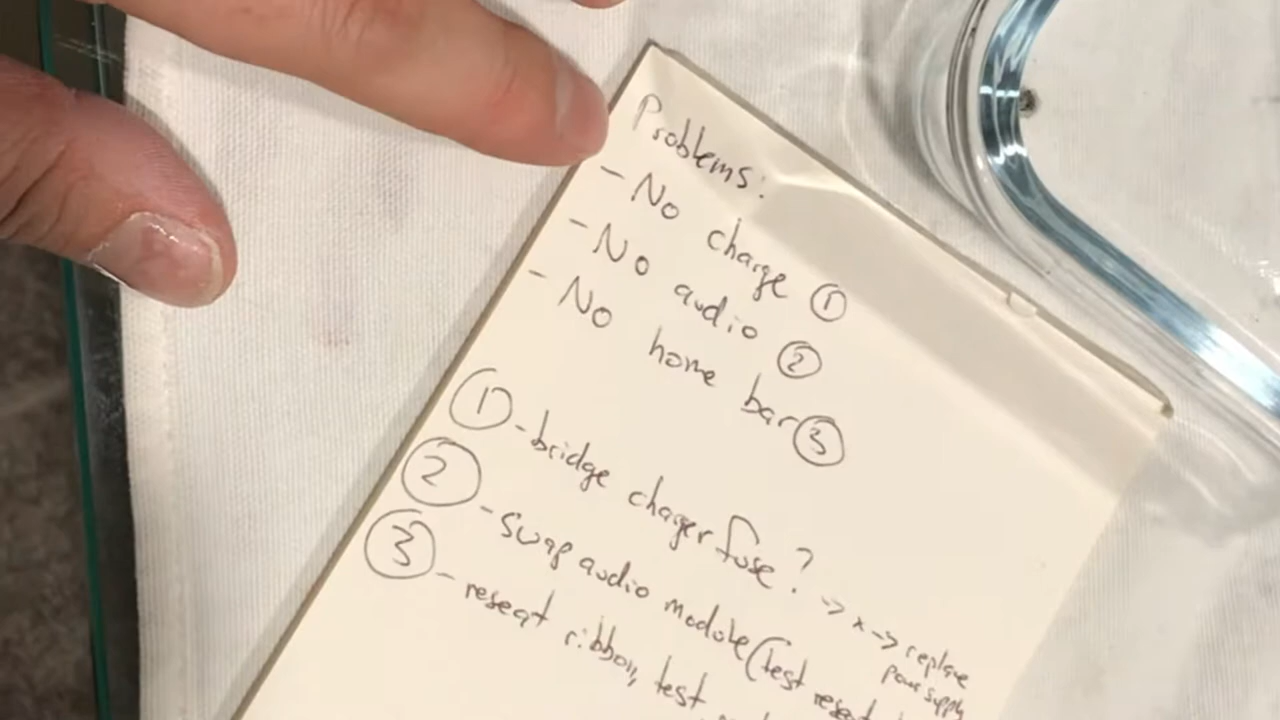 Problems:
- No charge ①
- No audio ②
- No home bar ③
① - bridge charger fuse? -> x -> replace
power supply
② - swap audio module (test reseat
③ - reseat ribbon, test